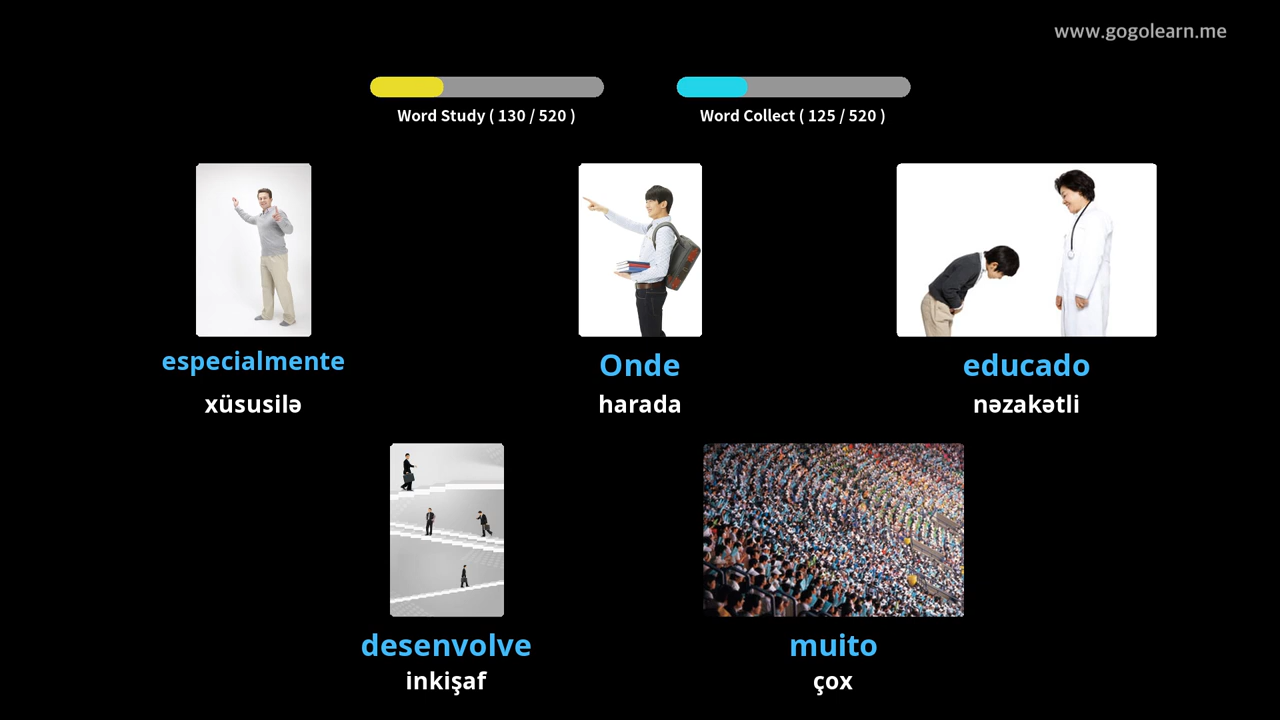 www.gogolearn.me
Word Study ( 130 / 520 )
Word Collect ( 125 / 520 )
especialmente
xüsusilə
Onde
harada
educado
nəzakətli
desenvolve
inkişaf
muito
çox